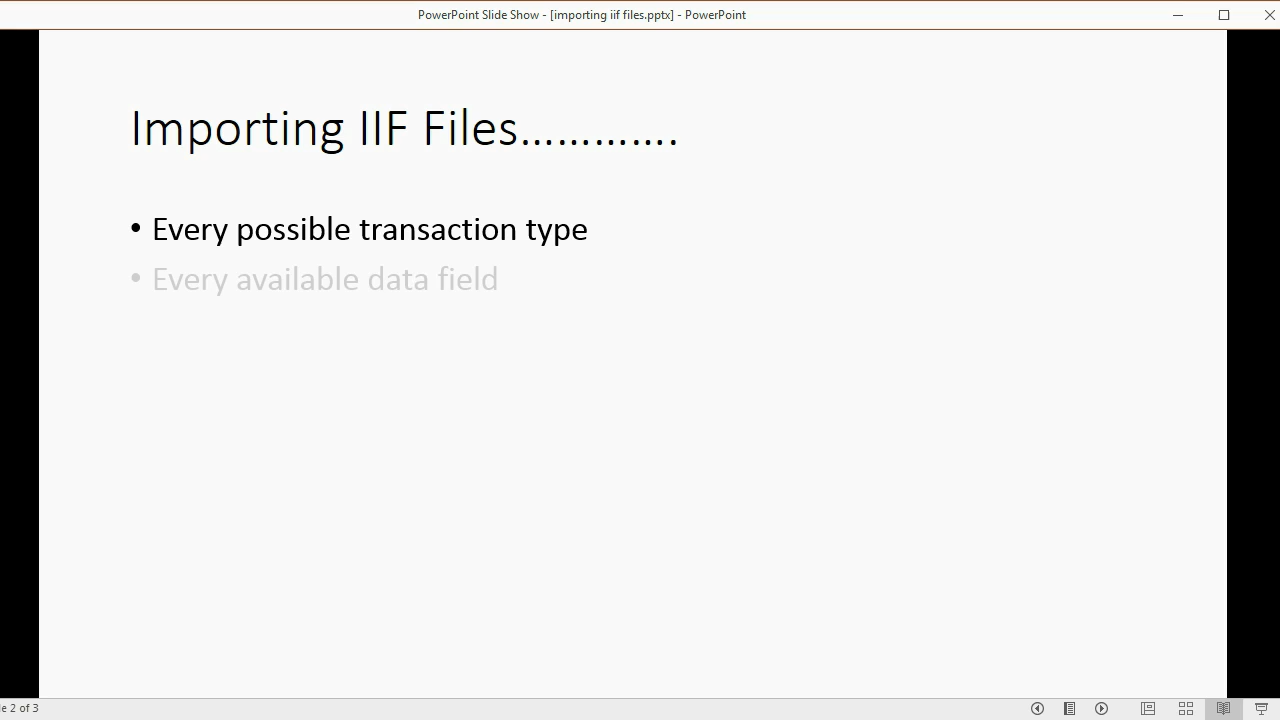 PowerPoint Slide Show - [importing iif files.pptx] - PowerPoint
Importing IIF Files………….
• Every possible transaction type
• Every available data field
e 2 of 3